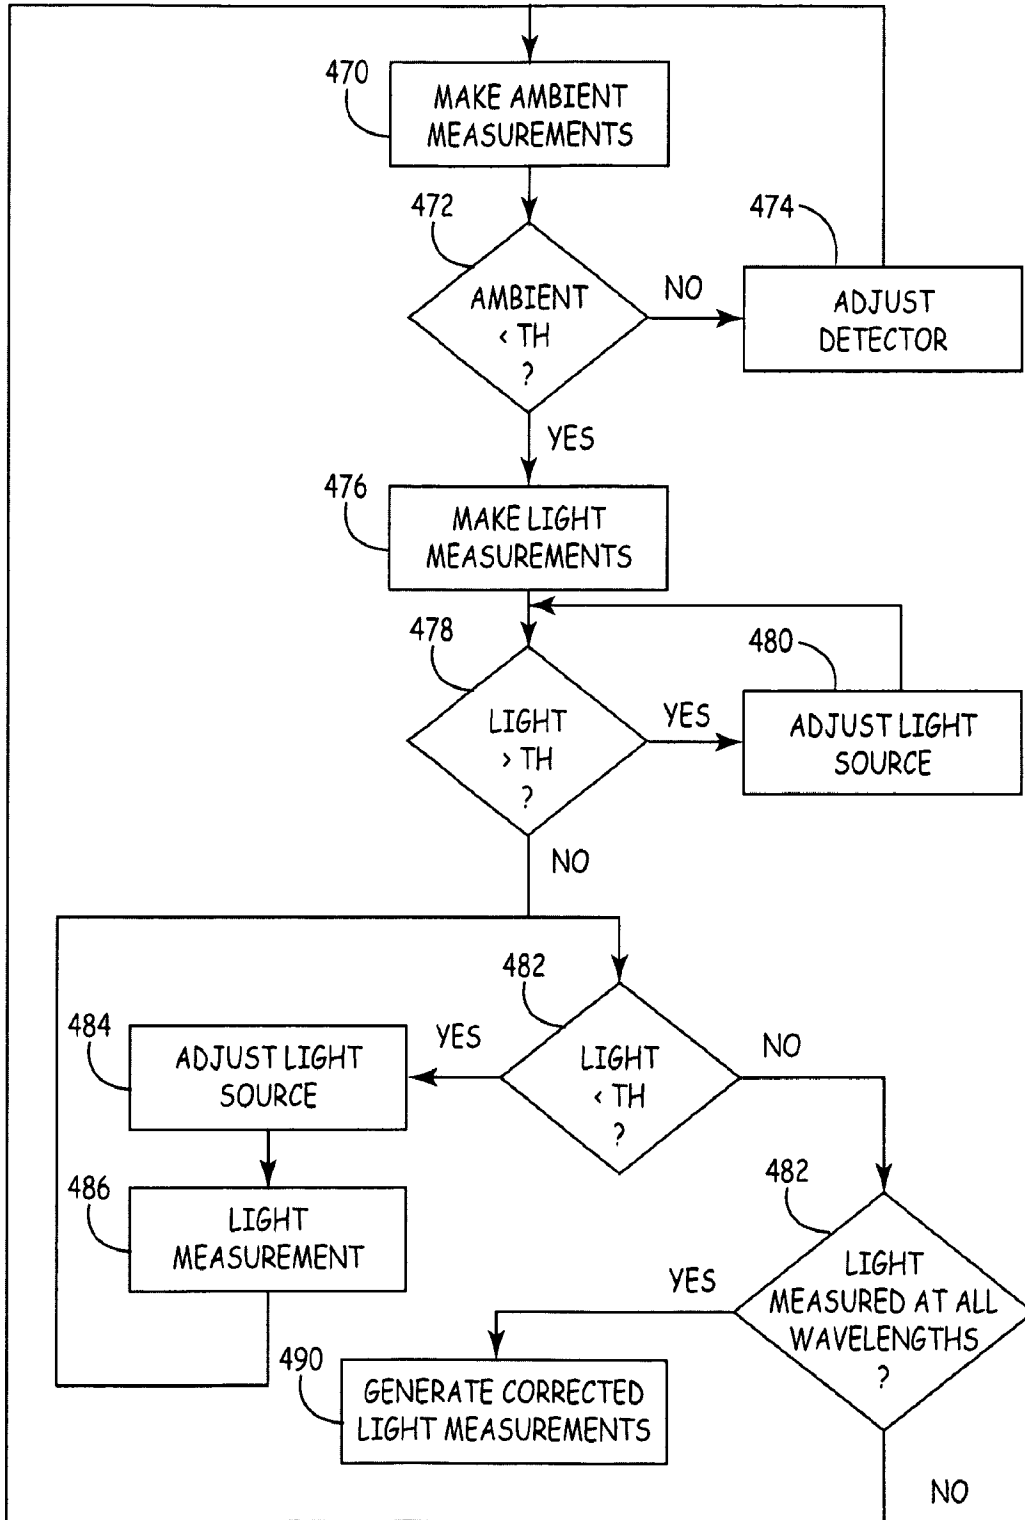 470
MAKE AMBIENT
MEASUREMENTS
472
474
AMBIENT
< TH
?
NO
ADJUST
DETECTOR
YES
476
MAKE LIGHT
MEASUREMENTS
478
480
LIGHT
> TH
?
YES
ADJUST LIGHT
SOURCE
NO
482
484
YES
NO
ADJUST LIGHT
SOURCE
LIGHT
< TH
?
482
486
LIGHT
MEASUREMENT
YES
LIGHT
MEASURED AT ALL
WAVELENGTHS
?
490
GENERATE CORRECTED
LIGHT MEASUREMENTS
NO